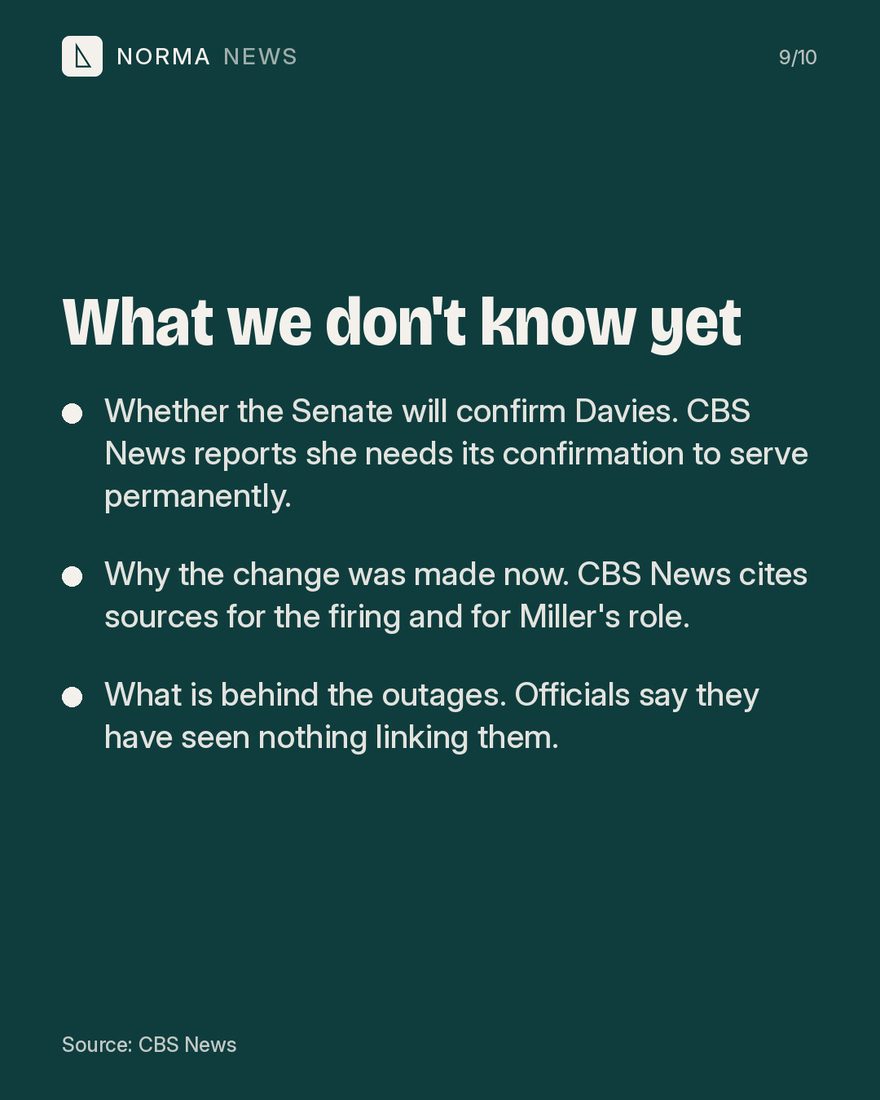 NORMA NEWS
9/10
What we don't know yet
Whether the Senate will confirm Davies. CBS
News reports she needs its confirmation to serve
permanently.
Why the change was made now. CBS News cites
sources for the firing and for Miller's role.
What is behind the outages. Officials say they
have seen nothing linking them.
Source: CBS News